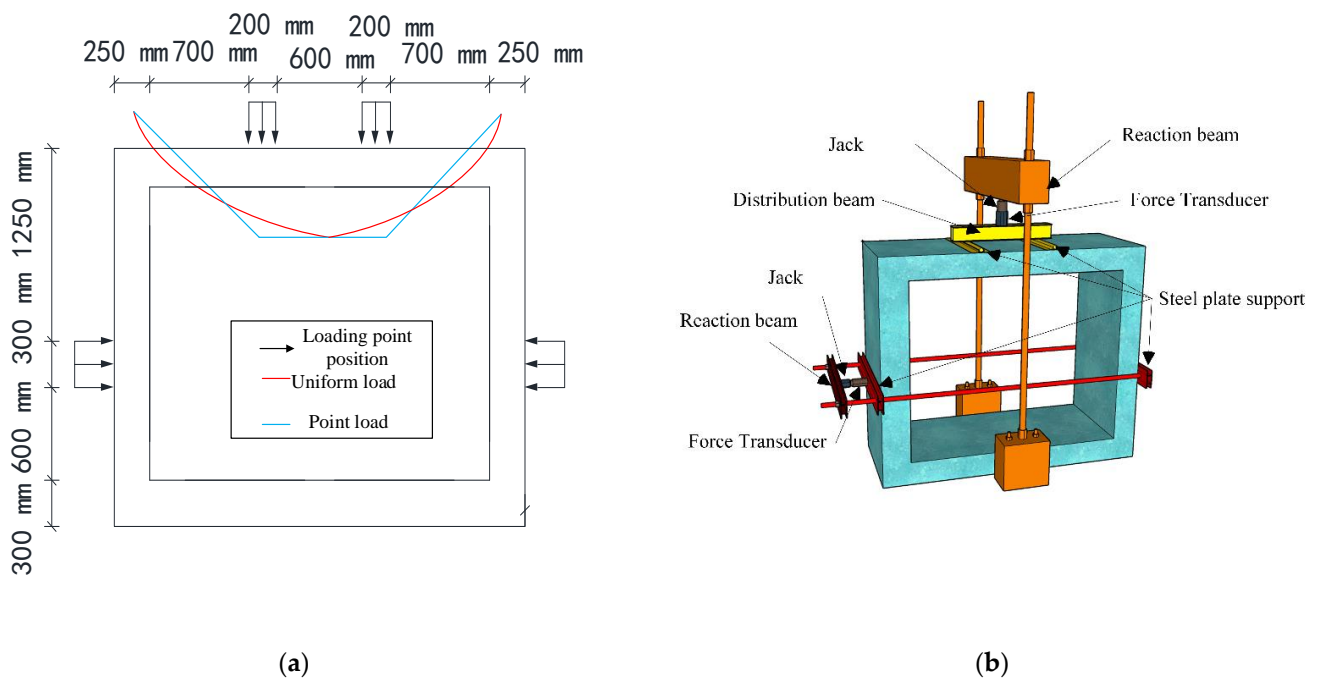 200 mm 200 mm
250 mm 700 mm 600 mm 700 mm 250 mm
1250 mm
300 mm
600 mm
300 mm
Loading point
position
Uniform load
Point load
(a)
Jack
Reaction beam
Distribution beam
Force Transducer
Jack
Reaction beam
Steel plate support
Force Transducer
(b)